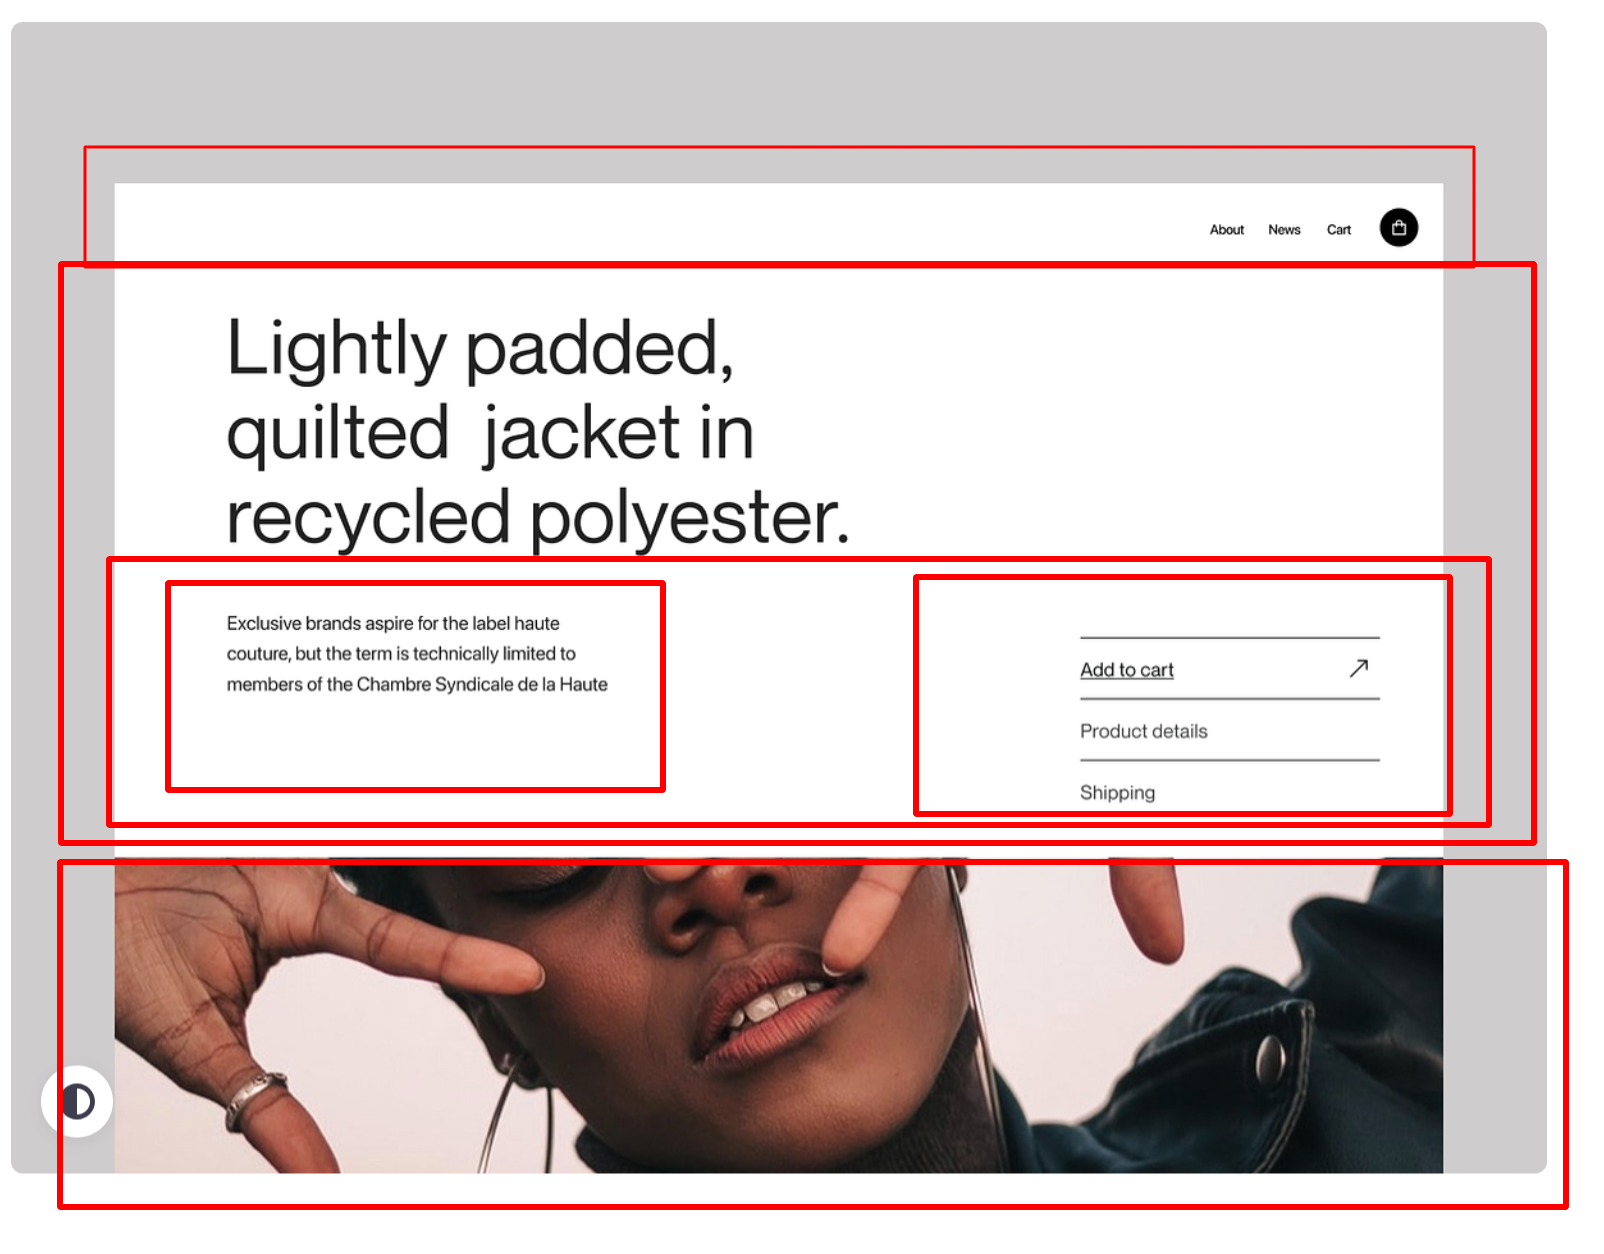 About News Cart
Lightly padded,
quilted jacket in
recycled polyester.
Exclusive brands aspire for the label haute
couture, but the term is technically limited to
members of the Chambre Syndicale de la Haute
Add to cart
Product details
Shipping